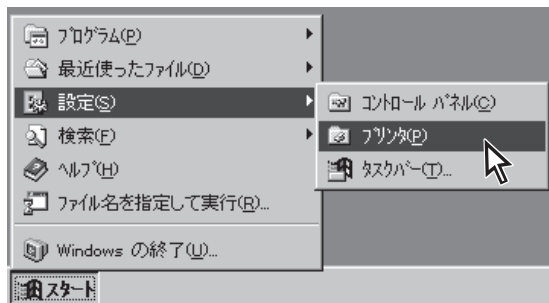 プログラム(P)
最近使ったファイル(D)
設定(S)
検索(F)
ヘルプ(H)
ファイル名を指定して実行(R)...
Windows の終了(U)...
スタート
コントロール パネル(C)
プリンタ(P)
タスクバー(T)...